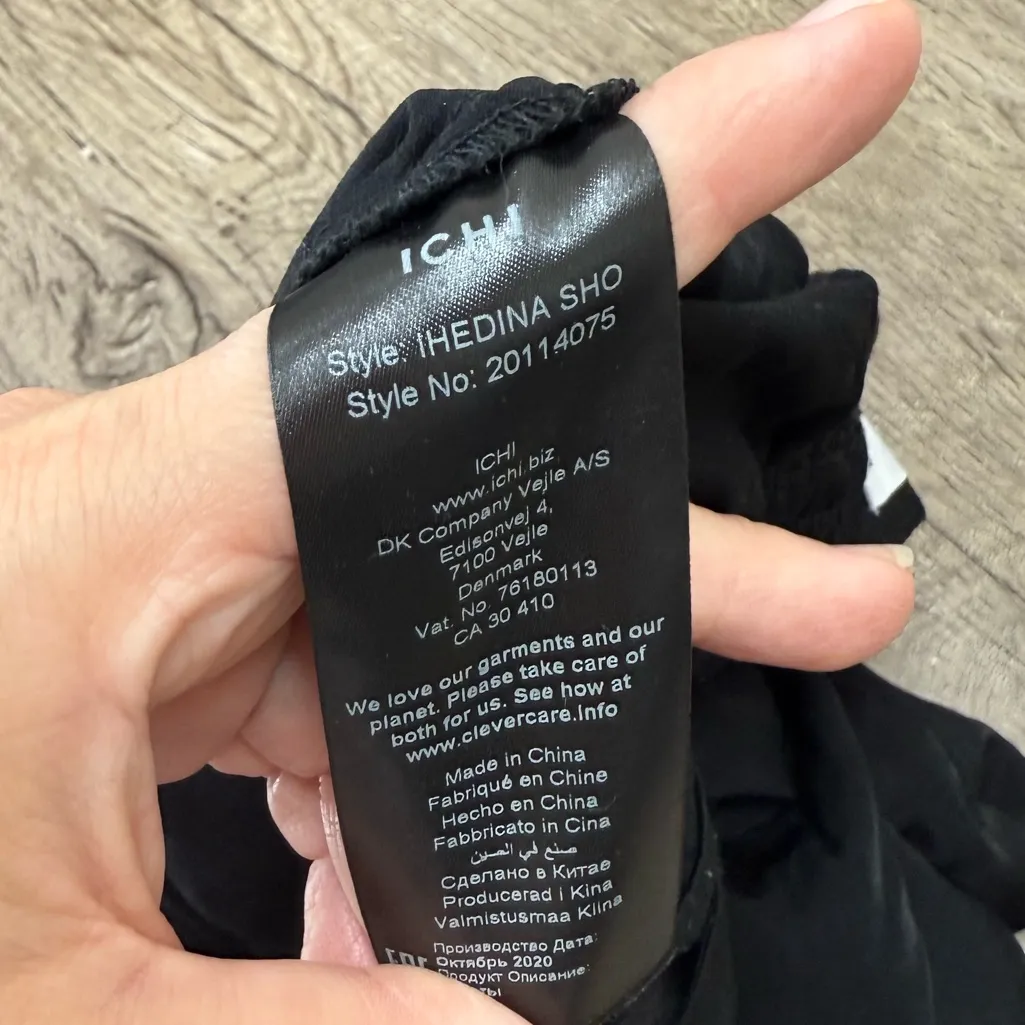 ICHI
Style: IHEDINA SHO
Style No: 20114075
ICHI
www.ichi.biz
DK Company Vejle A/S
Edisonvej 4,
7100 Vejle
Denmark
Vat. No. 76180113
CA 30 410
We love our garments and our
planet. Please take care of
both for us. See how at
www.clevercare.info
Made in China
Fabriqué en Chine
Hecho en China
Fabbricato in Cina
صنع في الصين
Сделано в Китае
Producerad i Kina
Valmistusmaa Kiina
Производство Дата:
Октябрь 2020
Продукт Описание: